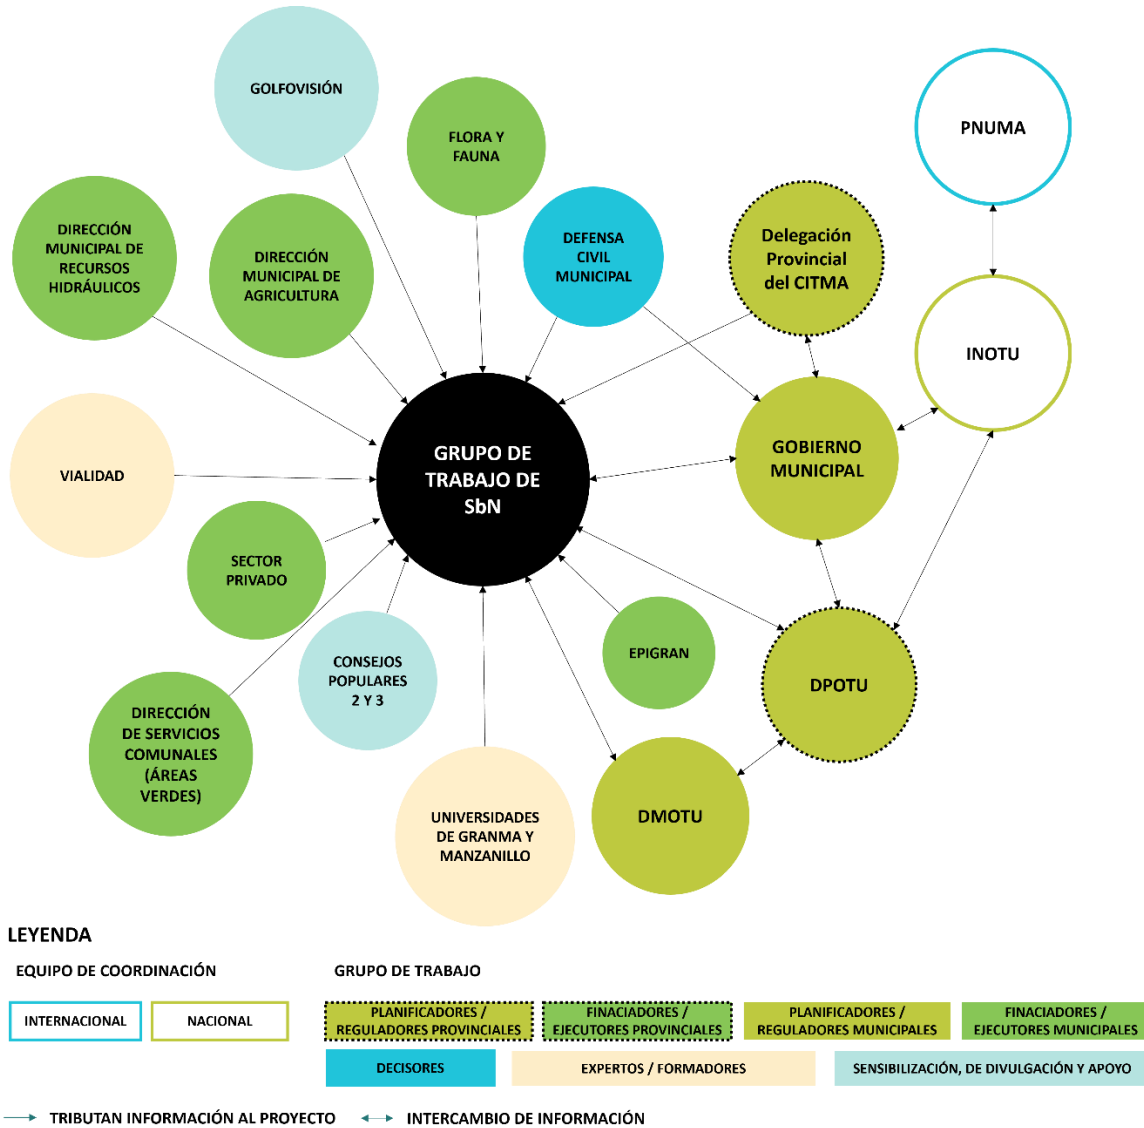 GOLFOVISIÓN
FLORA Y
FAUNA
PNUMA
DIRECCIÓN
MUNICIPAL DE
RECURSOS
HIDRÁULICOS
DIRECCIÓN
MUNICIPAL DE
AGRICULTURA
DEFENSA
CIVIL
MUNICIPAL
Delegación
Provincial
del CITMA
INOTU
GRUPO DE
TRABAJO DE
SbN
GOBIERNO
MUNICIPAL
VIALIDAD
SECTOR
PRIVADO
CONSEJOS
POPULARES
2 Y 3
EPIGRAN
DPOTU
DIRECCIÓN
DE SERVICIOS
COMUNALES
(ÁREAS
VERDES)
UNIVERSIDADES
DE GRANMA Y
MANZANILLO
DMOTU
LEYENDA
EQUIPO DE COORDINACIÓN
GRUPO DE TRABAJO
INTERNACIONAL
NACIONAL
PLANIFICADORES /
REGULADORES PROVINCIALES
FINACIADORES /
EJECUTORES PROVINCIALES
PLANIFICADORES /
REGULADORES MUNICIPALES
FINACIADORES /
EJECUTORES MUNICIPALES
DECISORES
EXPERTOS / FORMADORES
SENSIBILIZACIÓN, DE DIVULGACIÓN Y APOYO
TRIBUTAN INFORMACIÓN AL PROYECTO
INTERCAMBIO DE INFORMACIÓN